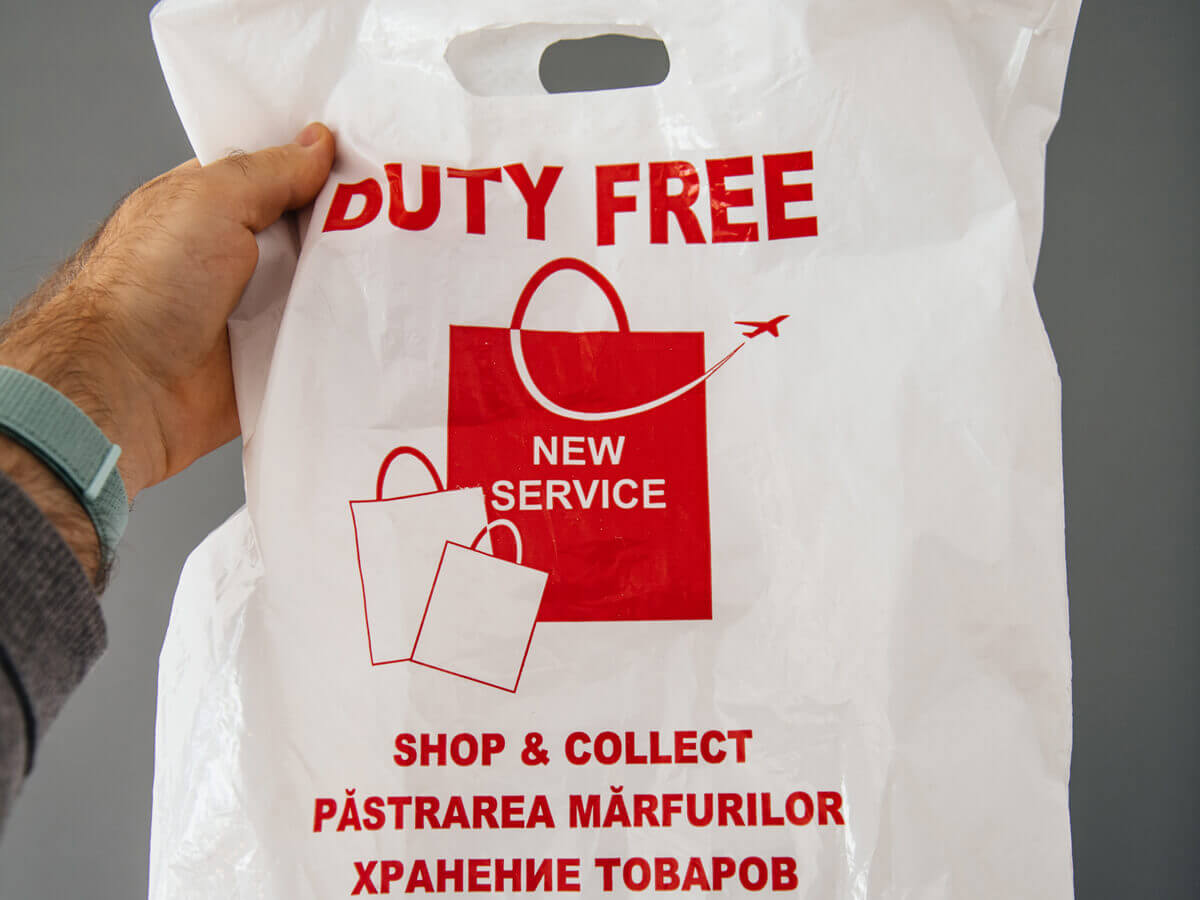 DUTY FREE
NEW
SERVICE
SHOP & COLLECT
PĂSTRAREA MĂRFURILOR
ХРАНЕНИЕ ТОВАРОВ